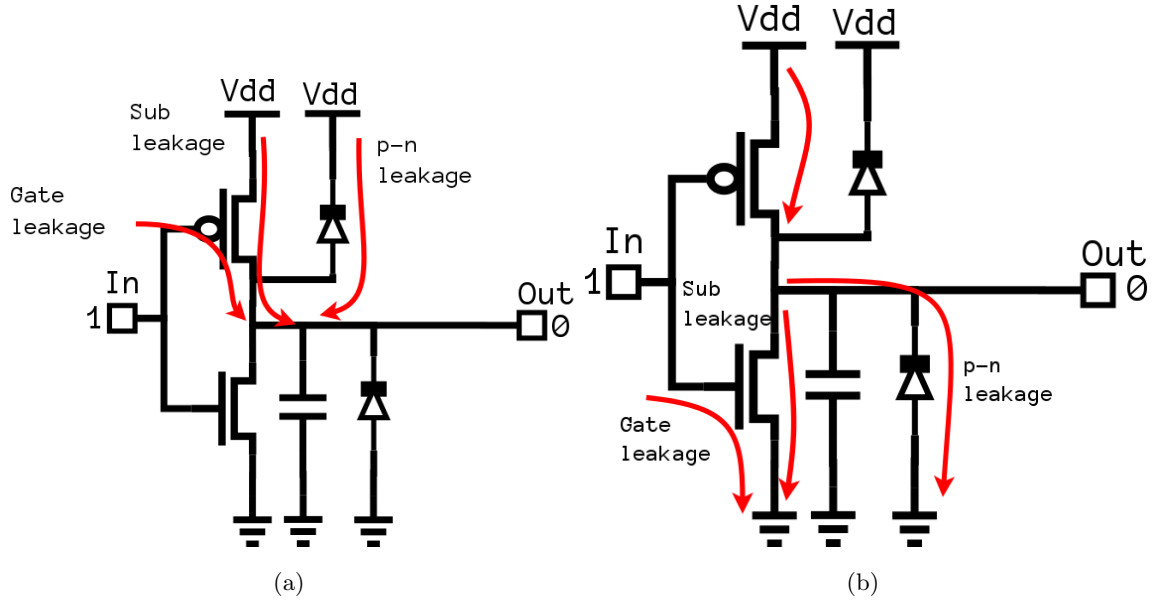 Vdd
Vdd
Sub
leakage
p-n
leakage
Gate
leakage
In
1
Out
0
(a)
Vdd
Vdd
In
1
Sub
leakage
Out
0
p-n
leakage
Gate
leakage
(b)